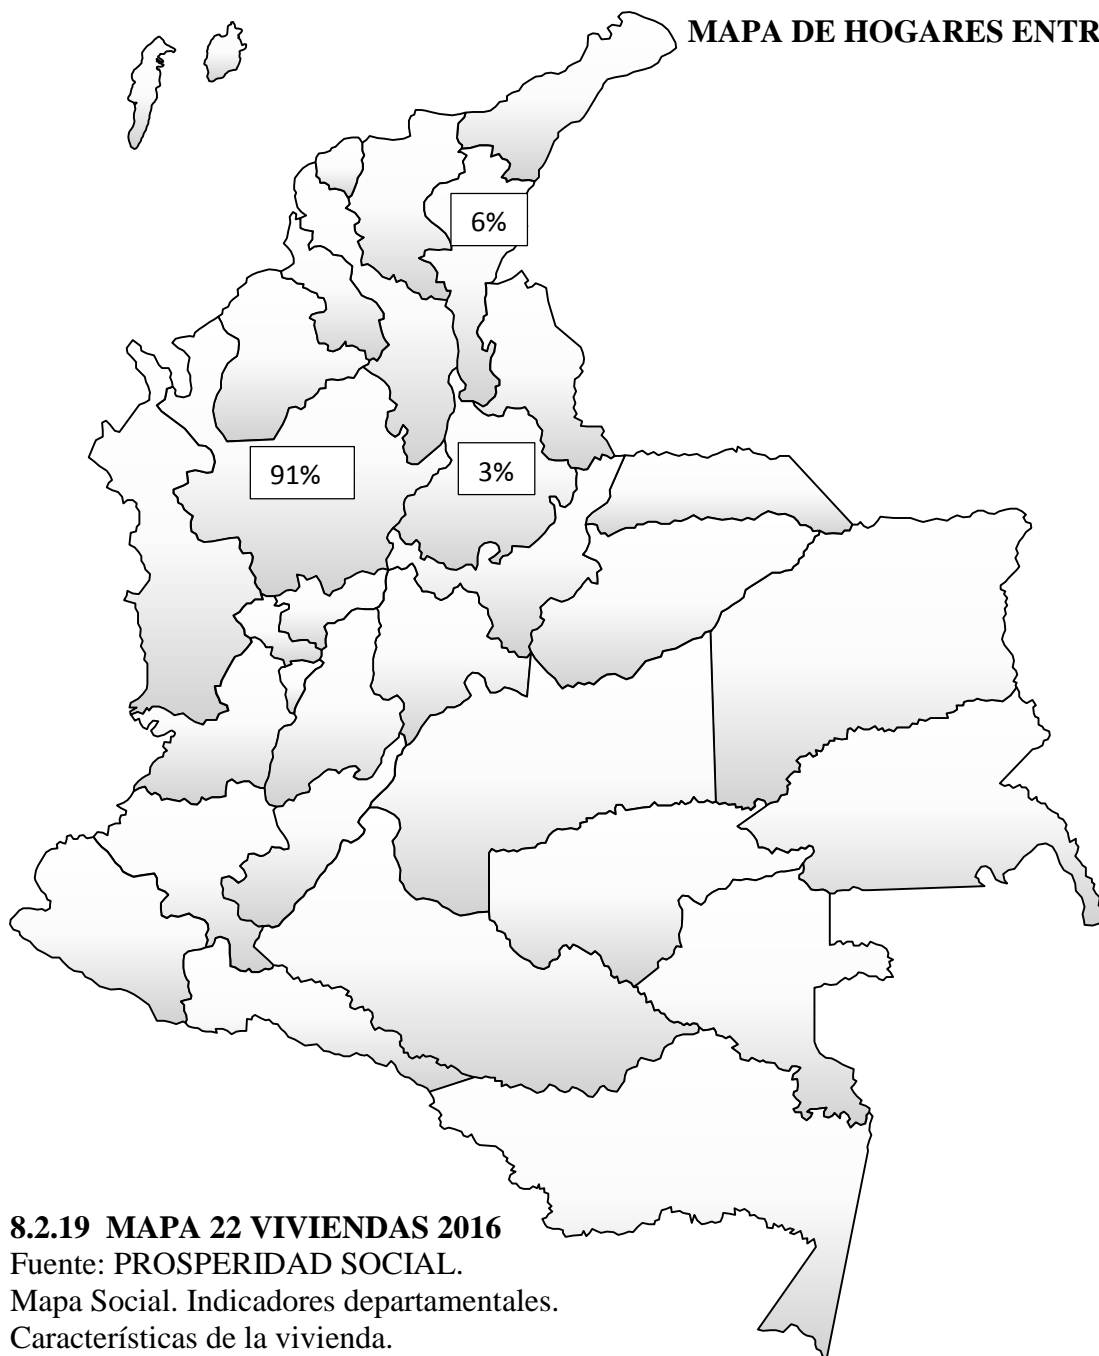 MAPA DE HOGARES ENTR
6%
91%
3%
8.2.19 MAPA 22 VIVIENDAS 2016
Fuente: PROSPERIDAD SOCIAL.
Mapa Social. Indicadores departamentales.
Características de la vivienda.